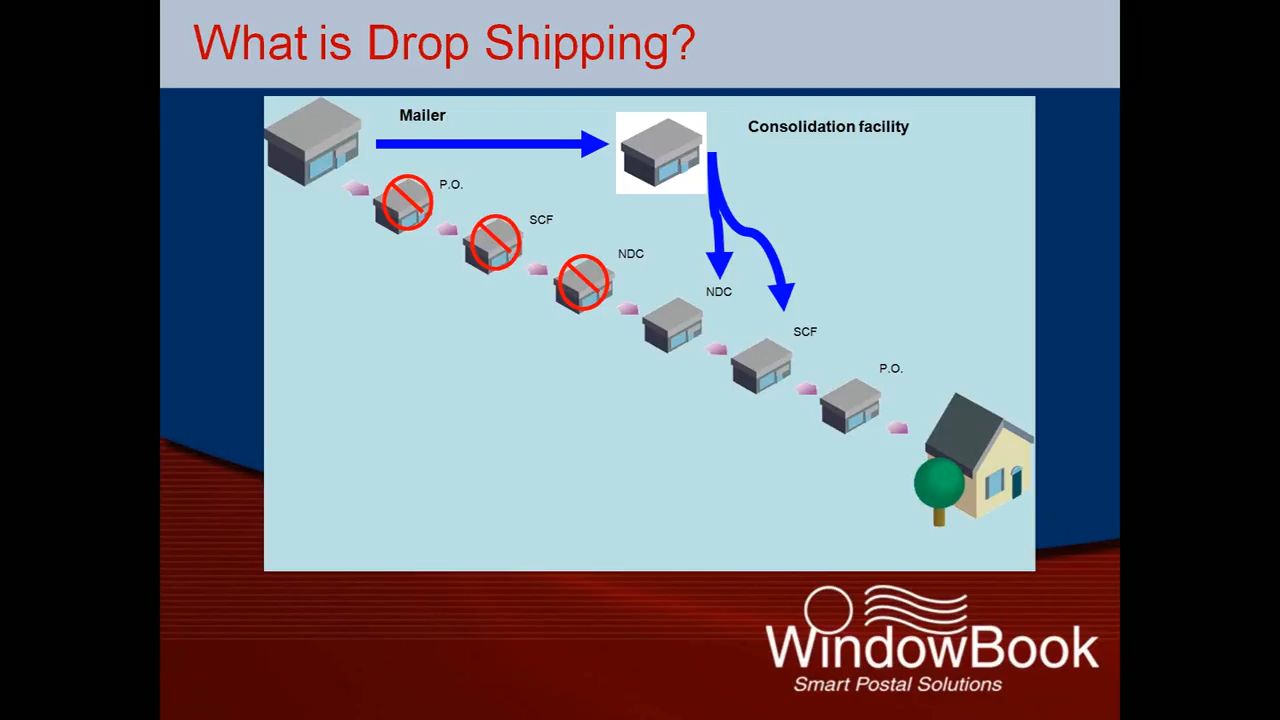 What is Drop Shipping?
Mailer
Consolidation facility
P.O.
SCF
NDC
NDC
SCF
P.O.
WindowBook
Smart Postal Solutions